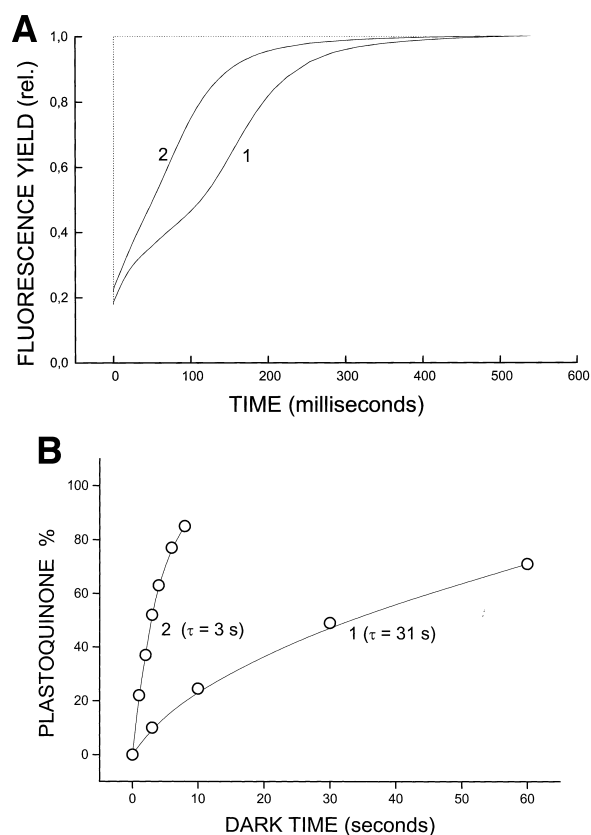 A
FLUORESCENCE YIELD (rel.)
1,0
0,8
0,6
0,4
0,2
0,0
2
1
0 100 200 300 400 500 600
TIME (milliseconds)
B
PLASTOQUINONE %
100
80
60
40
20
0
2 (τ = 3 s)
1 (τ = 31 s)
0 10 20 30 40 50 60
DARK TIME (seconds)